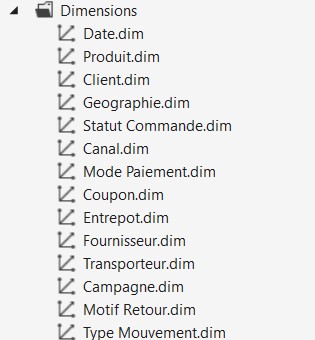 Dimensions
Date.dim
Produit.dim
Client.dim
Geographie.dim
Statut Commande.dim
Canal.dim
Mode Paiement.dim
Coupon.dim
Entrepot.dim
Fournisseur.dim
Transporteur.dim
Campagne.dim
Motif Retour.dim
Type Mouvement.dim